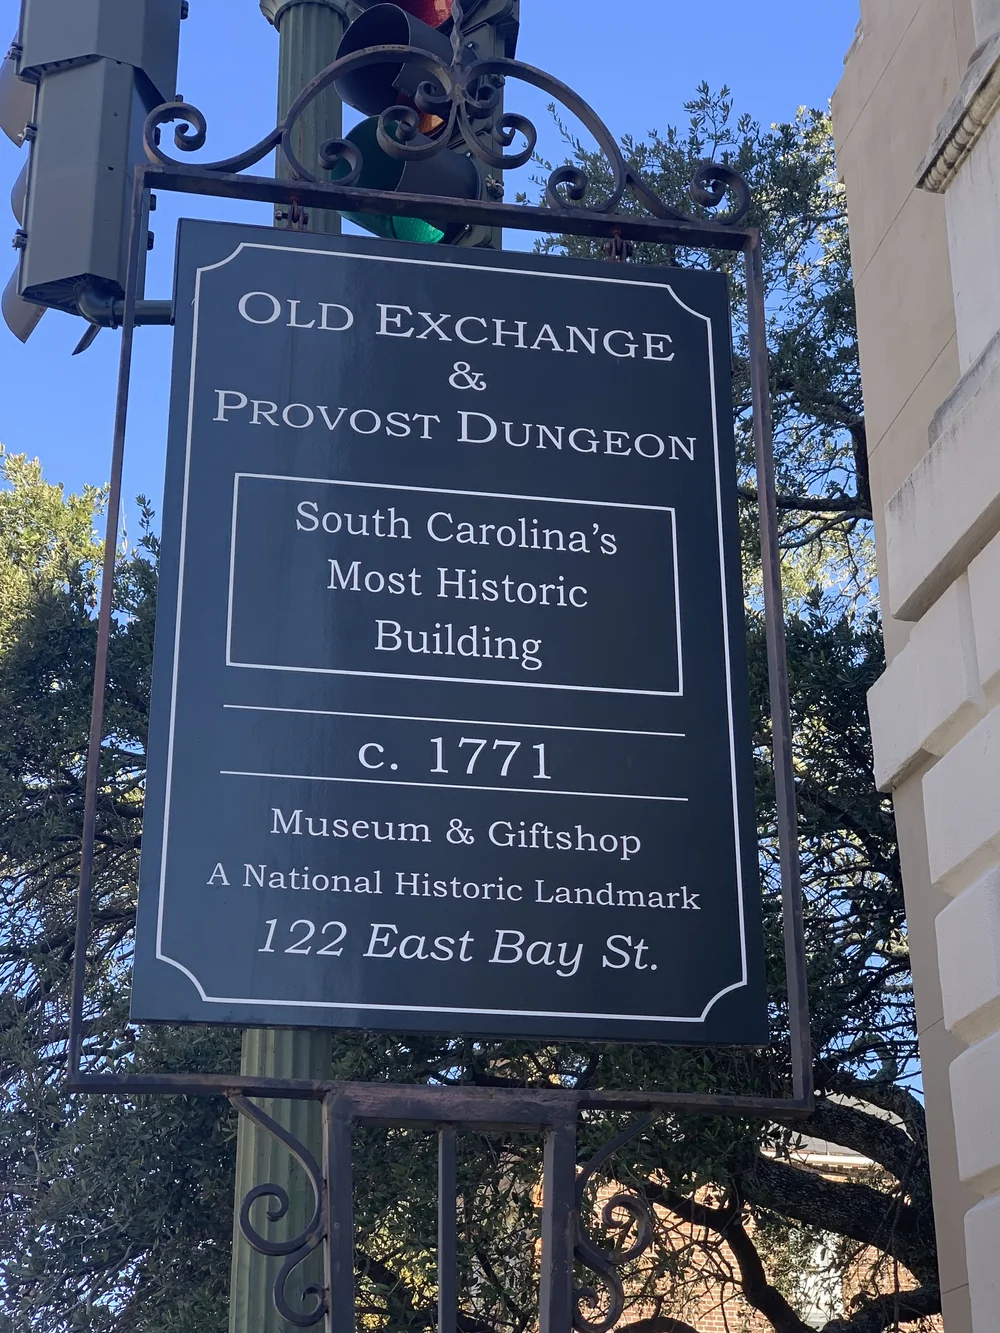 OLD EXCHANGE
&
PROVOST DUNGEON
South Carolina's
Most Historic
Building
c. 1771
Museum & Giftshop
A National Historic Landmark
122 East Bay St.